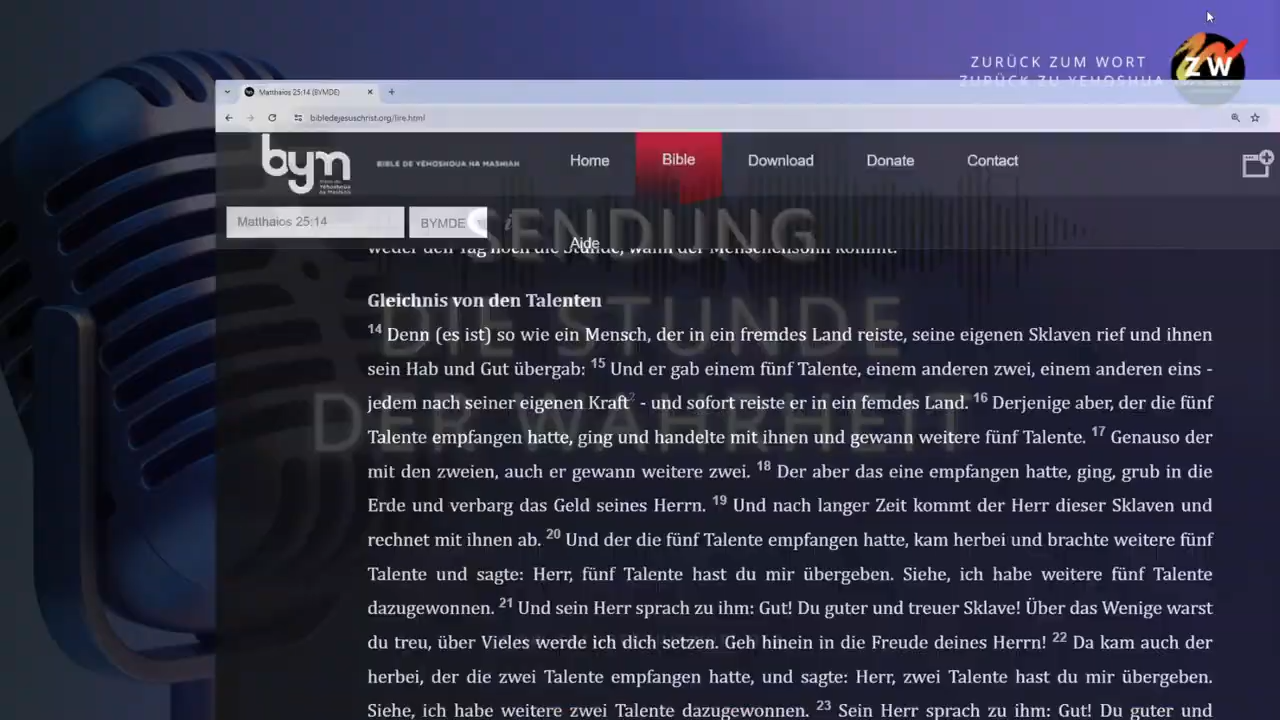 ZURÜCK ZUM WORT
ZURÜCK ZU YEHOSHUA
ZW
Matthaios 25:14 (BYMDE)
bibledejesuschrist.org/lire.html
bym
BIBLE DE YÉHOSHOUA HA MASHIAH
Home
Bible
Download
Donate
Contact
Matthaios 25:14
BYMDE
Aide
SENDUNG
DIE STUNDE
DER WAHRHEIT
weder den Tag noch die Stunde, wann der Menschensohn kommt.
Gleichnis von den Talenten
14 Denn (es ist) so wie ein Mensch, der in ein fremdes Land reiste, seine eigenen Sklaven rief und ihnen
sein Hab und Gut übergab: 15 Und er gab einem fünf Talente, einem anderen zwei, einem anderen eins -
jedem nach seiner eigenen Kraft2 - und sofort reiste er in ein femdes Land. 16 Derjenige aber, der die fünf
Talente empfangen hatte, ging und handelte mit ihnen und gewann weitere fünf Talente. 17 Genauso der
mit den zweien, auch er gewann weitere zwei. 18 Der aber das eine empfangen hatte, ging, grub in die
Erde und verbarg das Geld seines Herrn. 19 Und nach langer Zeit kommt der Herr dieser Sklaven und
rechnet mit ihnen ab. 20 Und der die fünf Talente empfangen hatte, kam herbei und brachte weitere fünf
Talente und sagte: Herr, fünf Talente hast du mir übergeben. Siehe, ich habe weitere fünf Talente
dazugewonnen. 21 Und sein Herr sprach zu ihm: Gut! Du guter und treuer Sklave! Über das Wenige warst
du treu, über Vieles werde ich dich setzen. Geh hinein in die Freude deines Herrn! 22 Da kam auch der
herbei, der die zwei Talente empfangen hatte, und sagte: Herr, zwei Talente hast du mir übergeben.
Siehe, ich habe weitere zwei Talente dazugewonnen. 23 Sein Herr sprach zu ihm: Gut! Du guter und